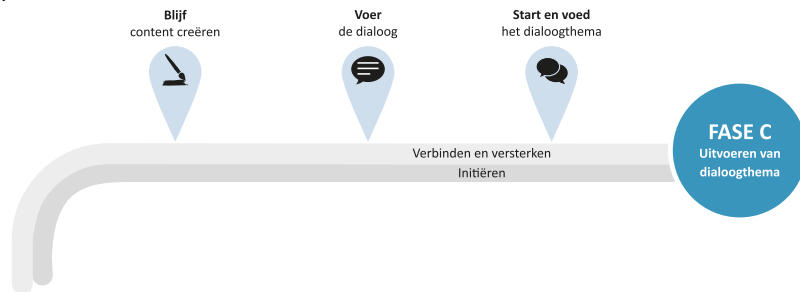 Blijf
content creëren
Voer
de dialoog
Start en voed
het dialoogthema
Verbinden en versterken
Initiëren
FASE C
Uitvoeren van
dialoogthema